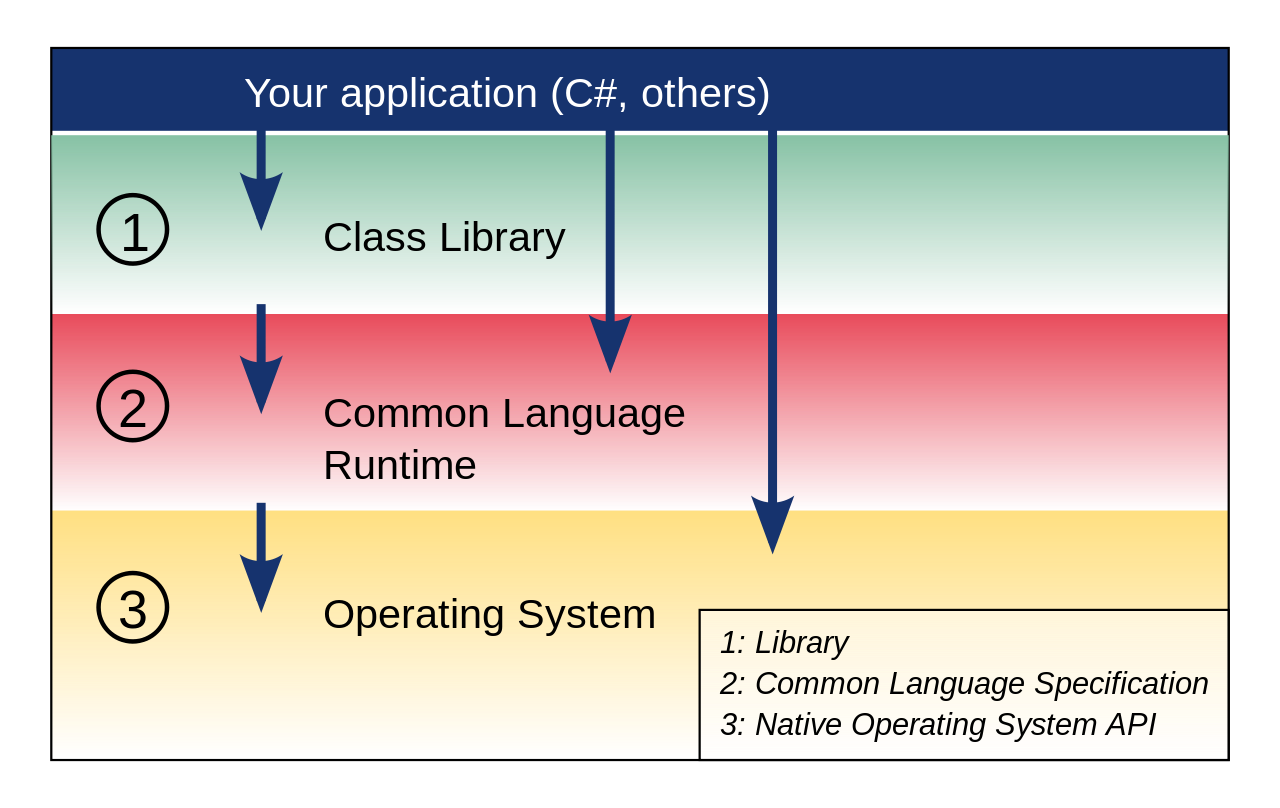 Your application (C#, others)
1
Class Library
2
Common Language
Runtime
3
Operating System
1: Library
2: Common Language Specification
3: Native Operating System API